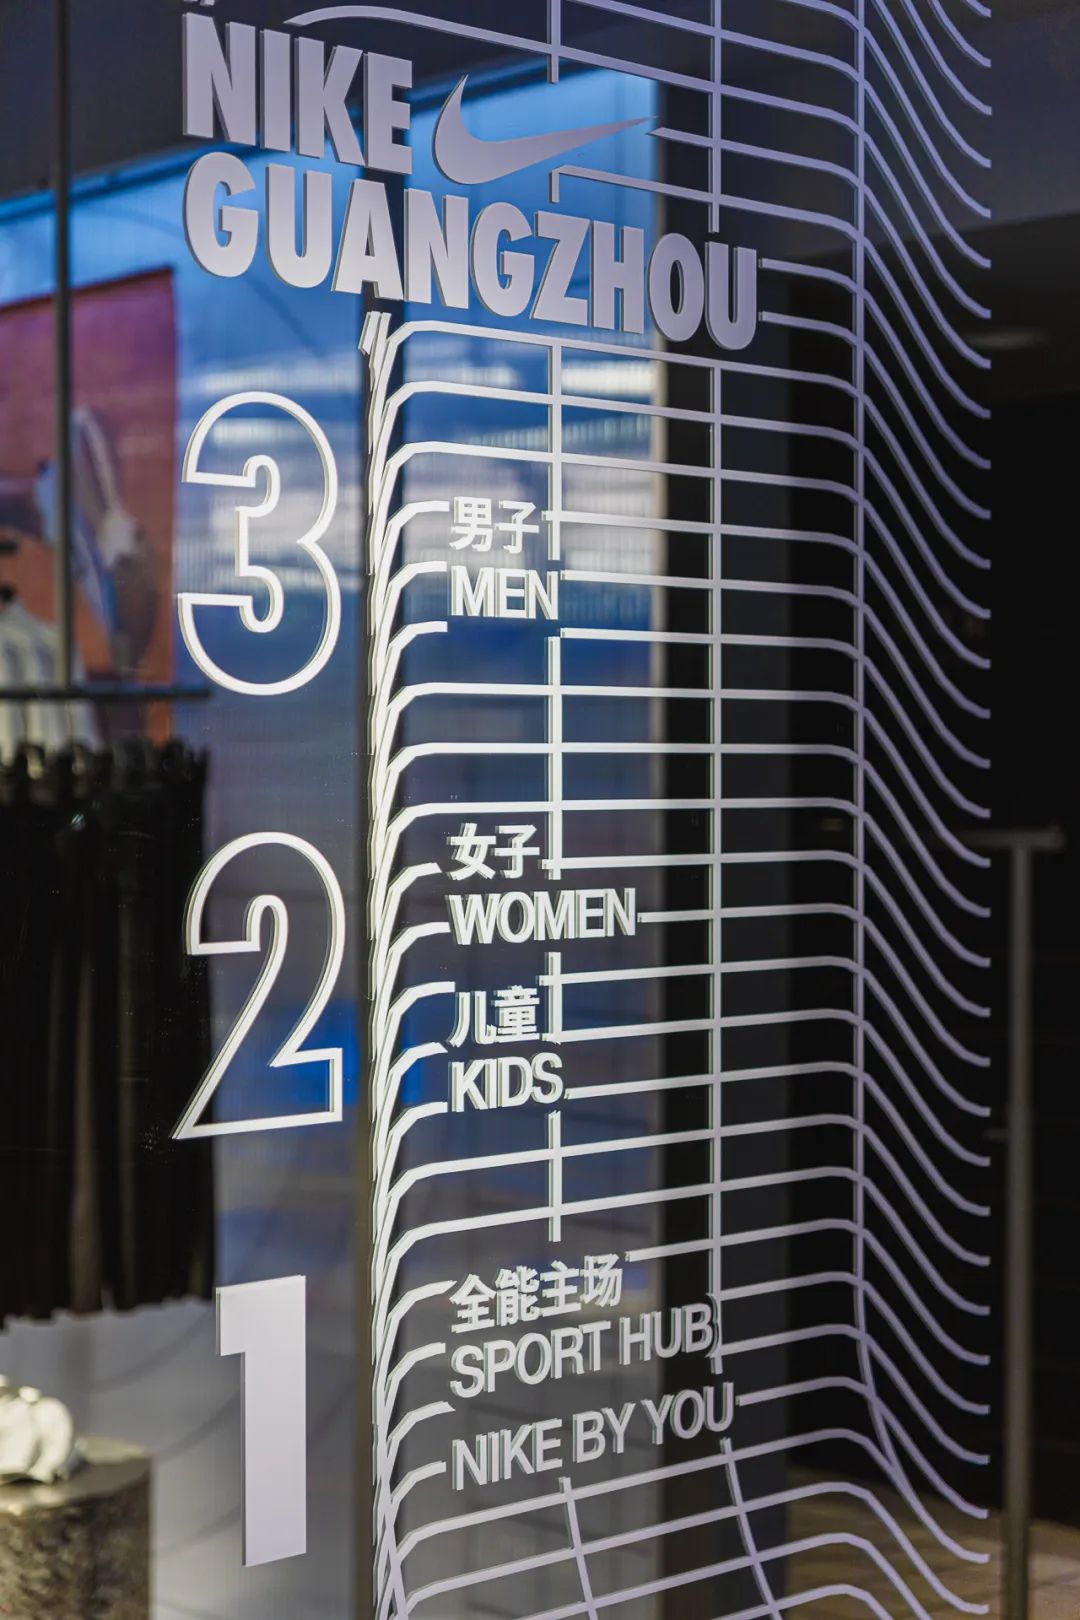 NIKE
GUANGZHOU
3
男子
MEN
2
女子
WOMEN
儿童
KIDS
1
全能主场
SPORT HUB
NIKE BY YOU